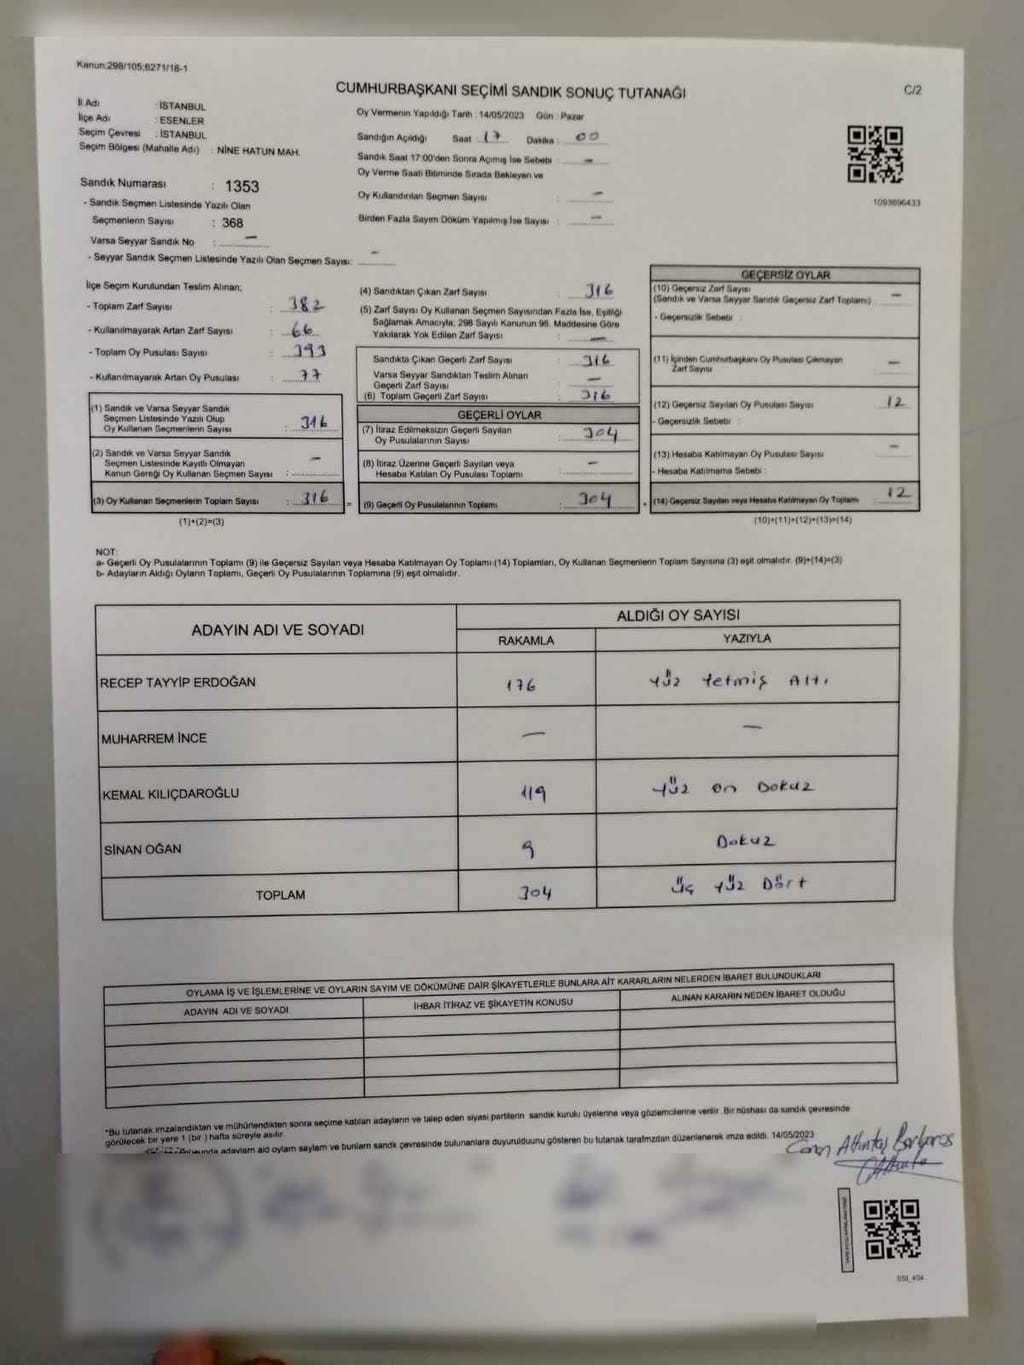 Kanun:298/105;6271/18-1
CUMHURBAŞKANI SEÇİMİ SANDIK SONUÇ TUTANAĞI
C/2
İl Adı : İSTANBUL
İlçe Adı : ESENLER
Seçim Çevresi : İSTANBUL
Seçim Bölgesi (Mahalle Adı) : NİNE HATUN MAH.
Oy Vermenin Yapıldığı Tarih : 14/05/2023 Gün : Pazar
Sandığın Açıldığı Saat : 17 Dakika : 00
Sandık Saat 17:00'den Sonra Açılmış İse Sebebi : —
Oy Verme Saati Bitiminde Sırada Bekleyen ve
Oy Kullandırılan Seçmen Sayısı : —
Birden Fazla Sayım Döküm Yapılmış İse Sayısı : —
1093696433
Sandık Numarası : 1353
- Sandık Seçmen Listesinde Yazılı Olan
Seçmenlerin Sayısı : 368
Varsa Seyyar Sandık No : —
- Seyyar Sandık Seçmen Listesinde Yazılı Olan Seçmen Sayısı: —
İlçe Seçim Kurulundan Teslim Alınan;
- Toplam Zarf Sayısı : 382
- Kullanılmayarak Artan Zarf Sayısı : 66
- Toplam Oy Pusulası Sayısı : 393
- Kullanılmayarak Artan Oy Pusulası : 77
(1) Sandık ve Varsa Seyyar Sandık
Seçmen Listesinde Yazılı Olup
Oy Kullanan Seçmenlerin Sayısı : 316
(2) Sandık ve Varsa Seyyar Sandık
Seçmen Listesinde Kayıtlı Olmayan
Kanun Gereği Oy Kullanan Seçmen Sayısı : —
(3) Oy Kullanan Seçmenlerin Toplam Sayısı : 316
(1)+(2)=(3)
(4) Sandıktan Çıkan Zarf Sayısı : 316
(5) Zarf Sayısı Oy Kullanan Seçmen Sayısından Fazla İse, Eşitliği
Sağlamak Amacıyla; 298 Sayılı Kanunun 98. Maddesine Göre
Yakılarak Yok Edilen Zarf Sayısı : —
Sandıkta Çıkan Geçerli Zarf Sayısı : 316
Varsa Seyyar Sandıktan Teslim Alınan
Geçerli Zarf Sayısı : —
(6) Toplam Geçerli Zarf Sayısı : 316
GEÇERLİ OYLAR
(7) İtiraz Edilmeksizin Geçerli Sayılan
Oy Pusulalarının Sayısı : 304
(8) İtiraz Üzerine Geçerli Sayılan veya
Hesaba Katılan Oy Pusulası Toplamı : —
= (9) Geçerli Oy Pusulalarının Toplamı : 304 +
GEÇERSİZ OYLAR
(10) Geçersiz Zarf Sayısı
(Sandık ve Varsa Seyyar Sandık Geçersiz Zarf Toplamı) : —
- Geçersizlik Sebebi :
(11) İçinden Cumhurbaşkanı Oy Pusulası Çıkmayan
Zarf Sayısı : —
(12) Geçersiz Sayılan Oy Pusulası Sayısı : 12
- Geçersizlik Sebebi :
(13) Hesaba Katılmayan Oy Pusulası Sayısı : —
- Hesaba Katılmama Sebebi :
(14) Geçersiz Sayılan veya Hesaba Katılmayan Oy Toplamı : 12
(10)+(11)+(12)+(13)=(14)
NOT:
a- Geçerli Oy Pusulalarının Toplamı (9) ile Geçersiz Sayılan veya Hesaba Katılmayan Oy Toplamı (14) Toplamları, Oy Kullanan Seçmenlerin Toplam Sayısına (3) eşit olmalıdır. (9)+(14)=(3)
b- Adayların Aldığı Oyların Toplamı, Geçerli Oy Pusulalarının Toplamına (9) eşit olmalıdır.
ADAYIN ADI VE SOYADI
ALDIĞI OY SAYISI
RAKAMLA YAZIYLA
RECEP TAYYİP ERDOĞAN 176 Yüz Yetmiş Altı
MUHARREM İNCE — —
KEMAL KILIÇDAROĞLU 119 Yüz on Dokuz
SİNAN OĞAN 9 Dokuz
TOPLAM 304 Üç Yüz Dört
OYLAMA İŞ VE İŞLEMLERİNE VE OYLARIN SAYIM VE DÖKÜMÜNE DAİR ŞİKAYETLERLE BUNLARA AİT KARARLARIN NELERDEN İBARET BULUNDUKLARI
ADAYIN ADI VE SOYADI İHBAR İTİRAZ VE ŞİKAYETİN KONUSU ALINAN KARARIN NEDEN İBARET OLDUĞU
*Bu tutanak imzalandıktan ve mühürlendikten sonra seçime katılan adayların ve talep eden siyasi partilerin sandık kurulu üyelerine veya gözlemcilerine verilir. Bir nüshası da sandık çevresinde
görülecek bir yere 1 (bir ) hafta süreyle asılır.
adayların aldığı oyların sayısını ve bunların sandık çevresinde bulunanlara duyurulduğunu gösteren bu tutanak tarafımızdan düzenlenerek imza edildi. 14/05/2023
Altıntaş Barbaros
SSI_404